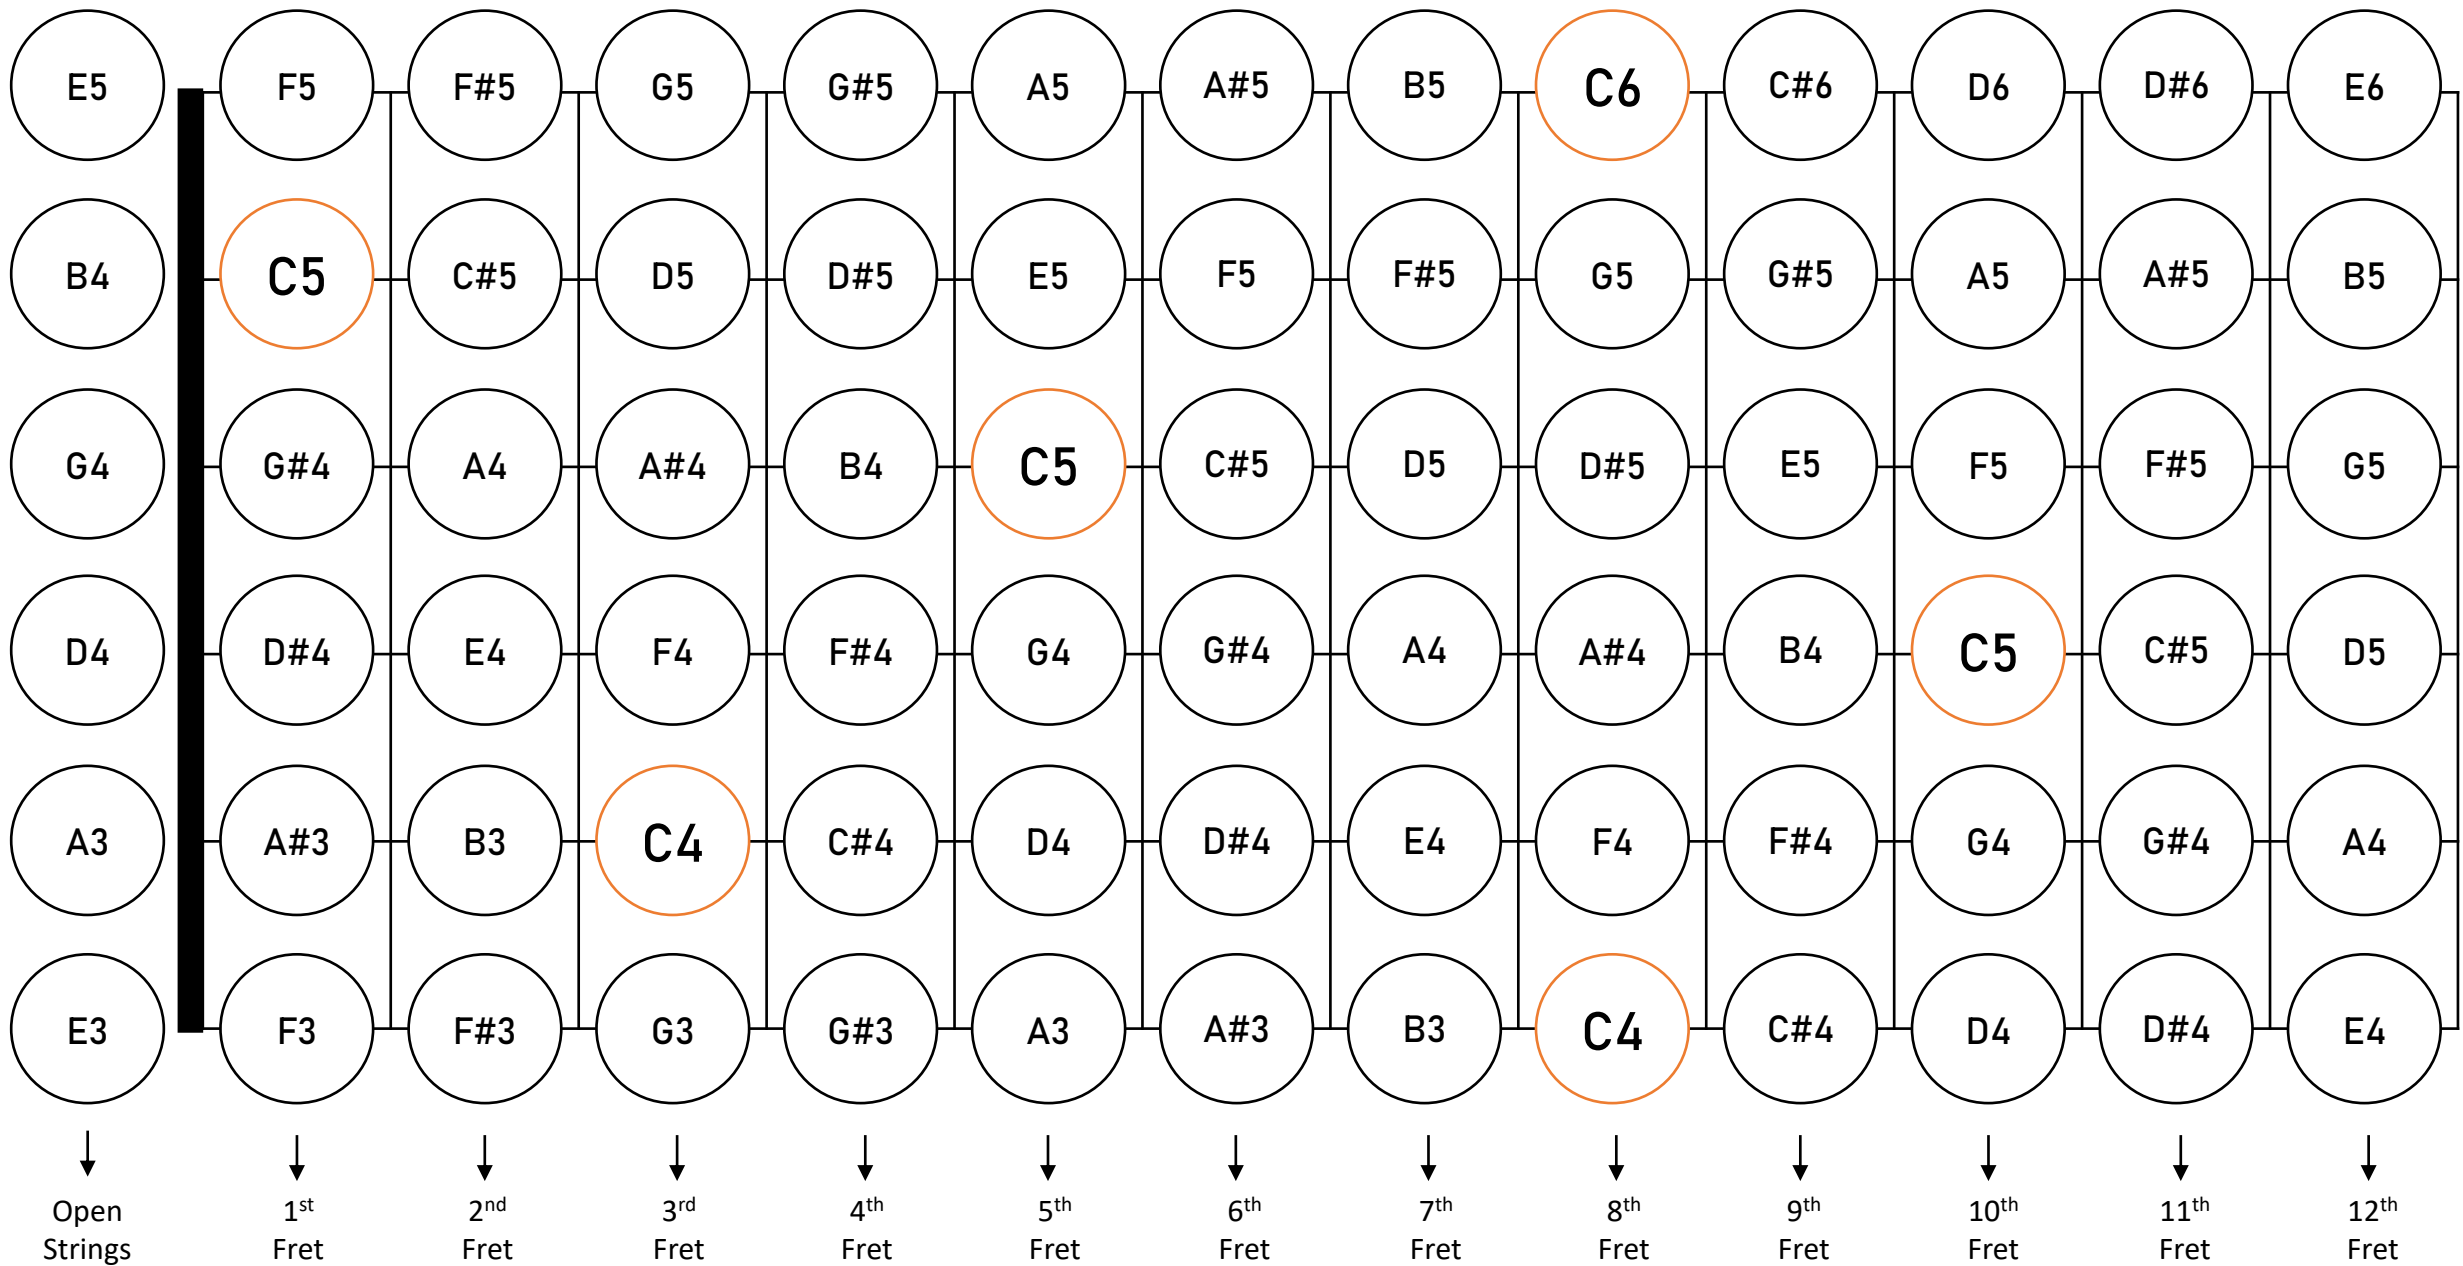 E5 F5 F#5 G5 G#5 A5 A#5 B5 C6 C#6 D6 D#6 E6
B4 C5 C#5 D5 D#5 E5 F5 F#5 G5 G#5 A5 A#5 B5
G4 G#4 A4 A#4 B4 C5 C#5 D5 D#5 E5 F5 F#5 G5
D4 D#4 E4 F4 F#4 G4 G#4 A4 A#4 B4 C5 C#5 D5
A3 A#3 B3 C4 C#4 D4 D#4 E4 F4 F#4 G4 G#4 A4
E3 F3 F#3 G3 G#3 A3 A#3 B3 C4 C#4 D4 D#4 E4
Open 1st 2nd 3rd 4th 5th 6th 7th 8th 9th 10th 11th 12th
Strings Fret Fret Fret Fret Fret Fret Fret Fret Fret Fret Fret Fret